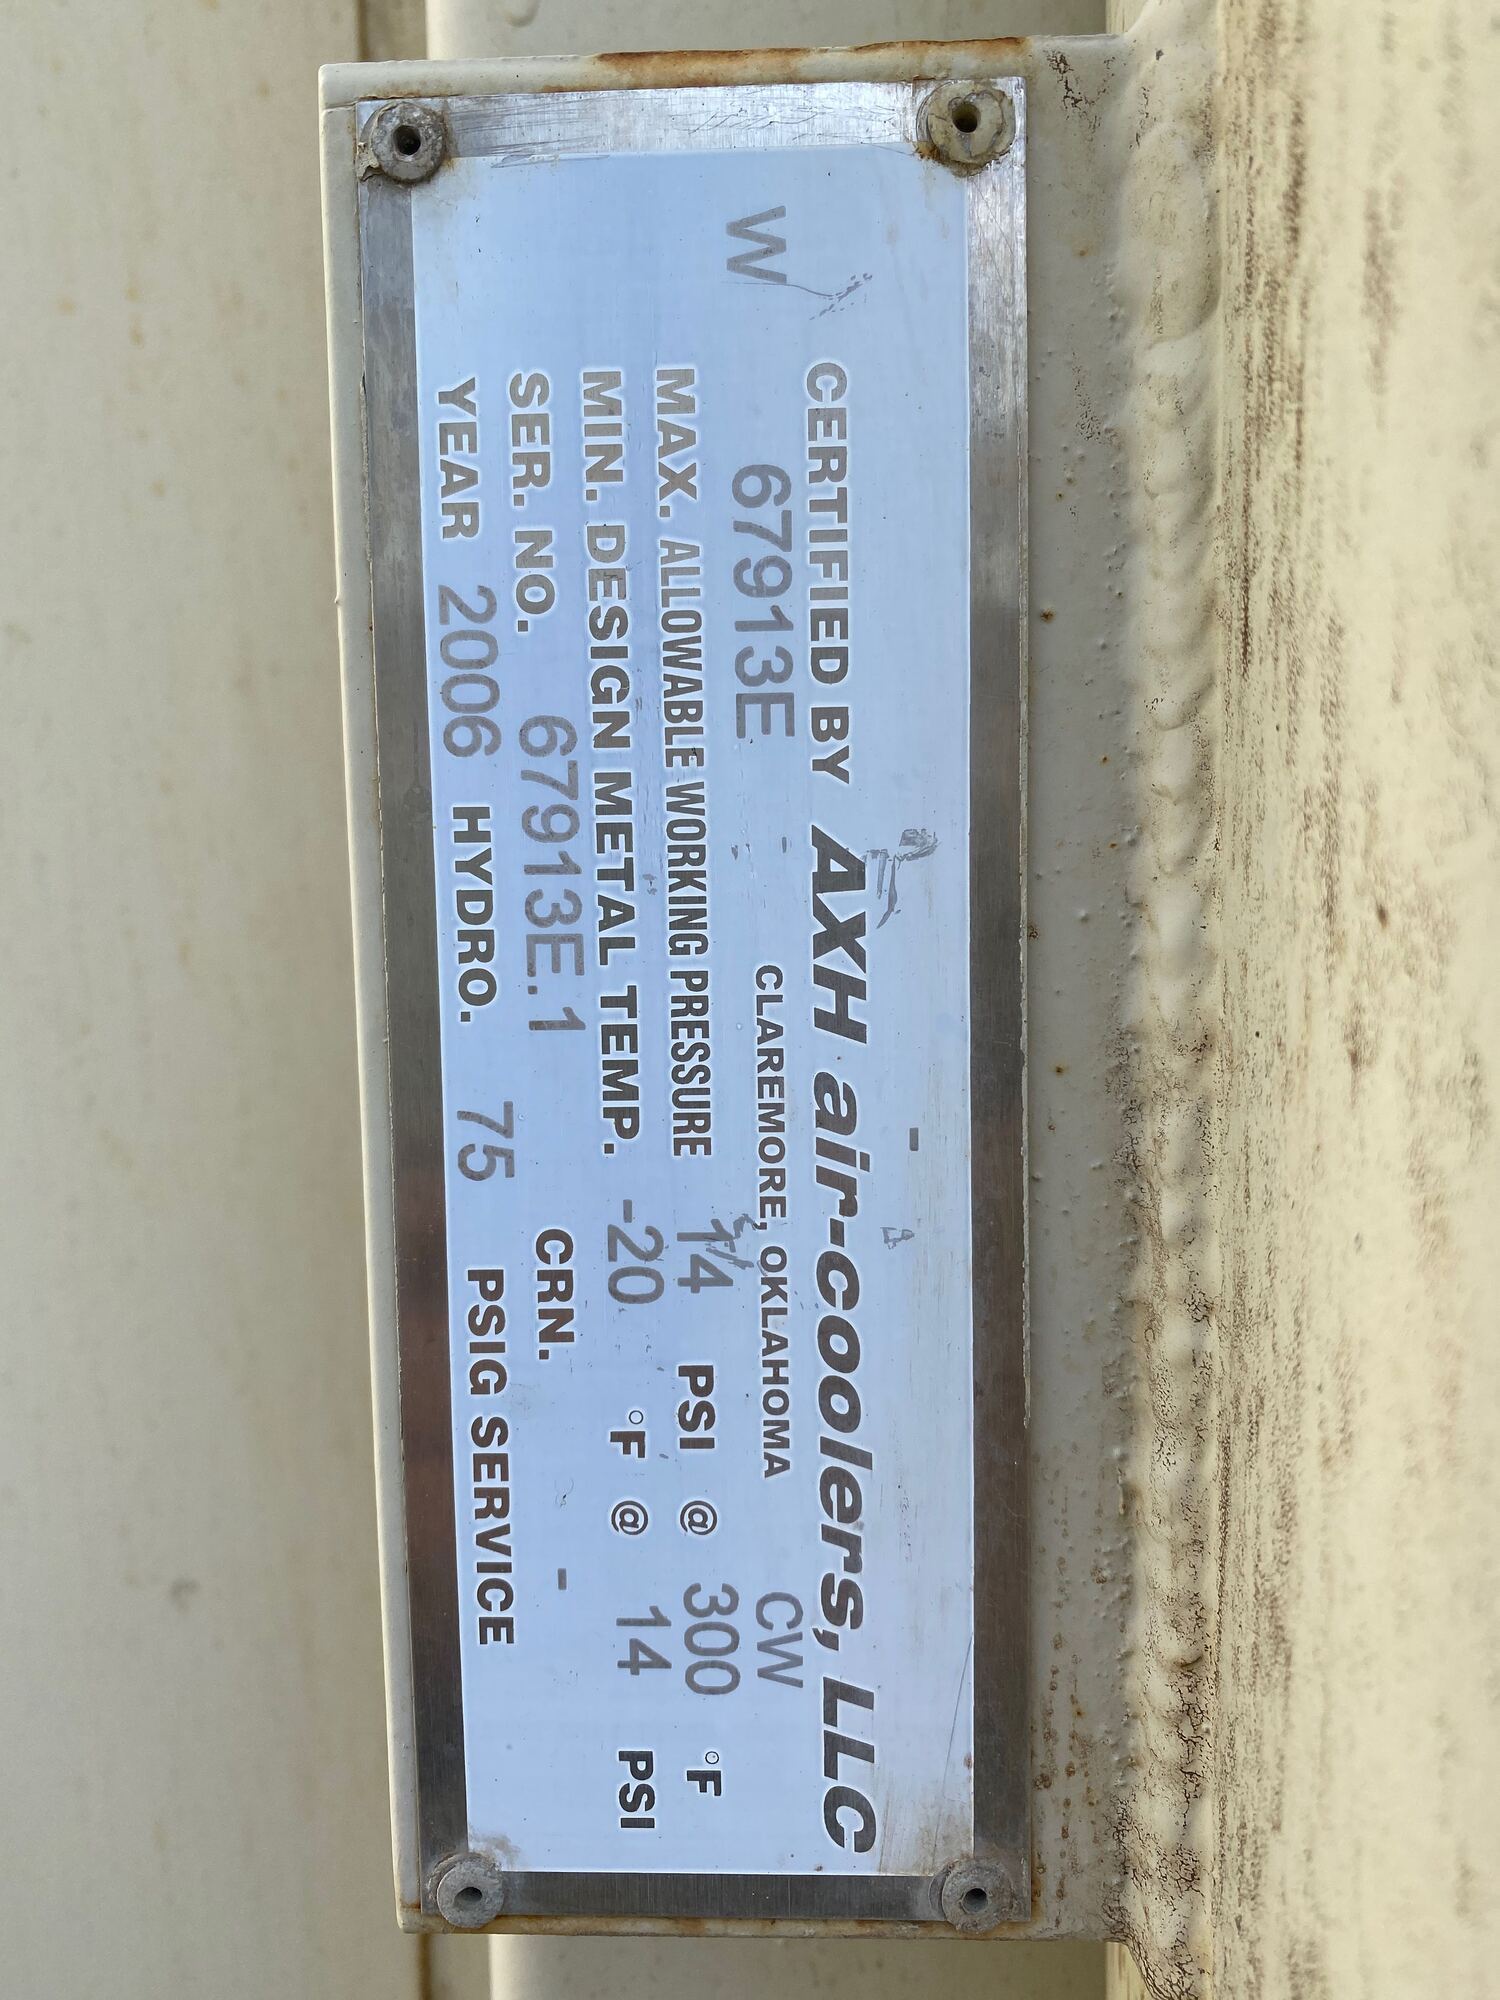 CERTIFIED BY AXH air-coolers, LLC
W 67913E - CLAREMORE, OKLAHOMA CW
MAX. ALLOWABLE WORKING PRESSURE 14 PSI @ 300 °F
MIN. DESIGN METAL TEMP. -20 °F @ 14 PSI
SER. NO. 67913E.1 CRN. -
YEAR 2006 HYDRO. 75 PSIG SERVICE